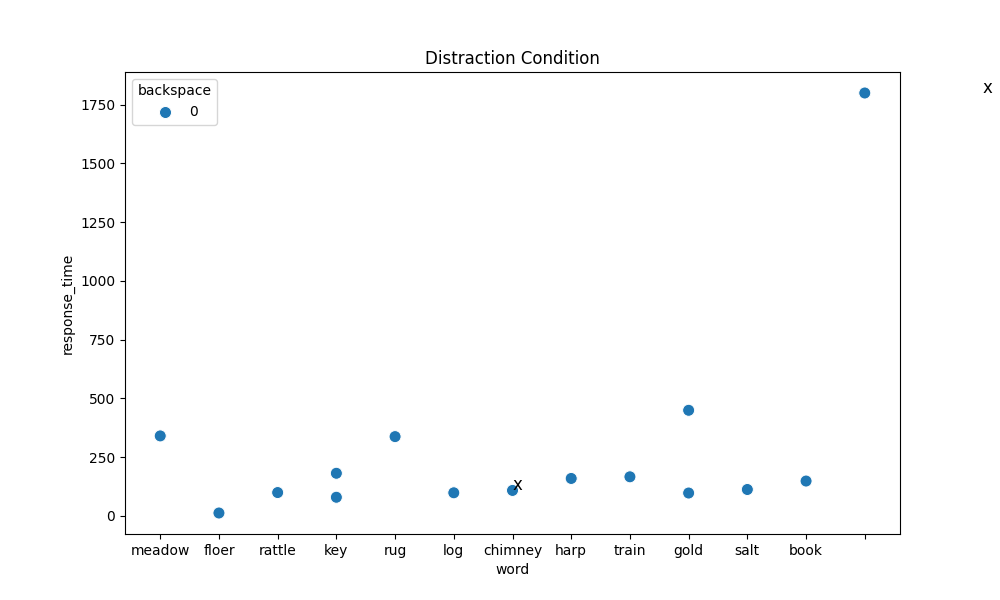 Distraction Condition
x
backspace
0
1750
1500
1250
1000
750
500
250
0
response_time
x
meadow floer rattle key rug log chimney harp train gold salt book
word